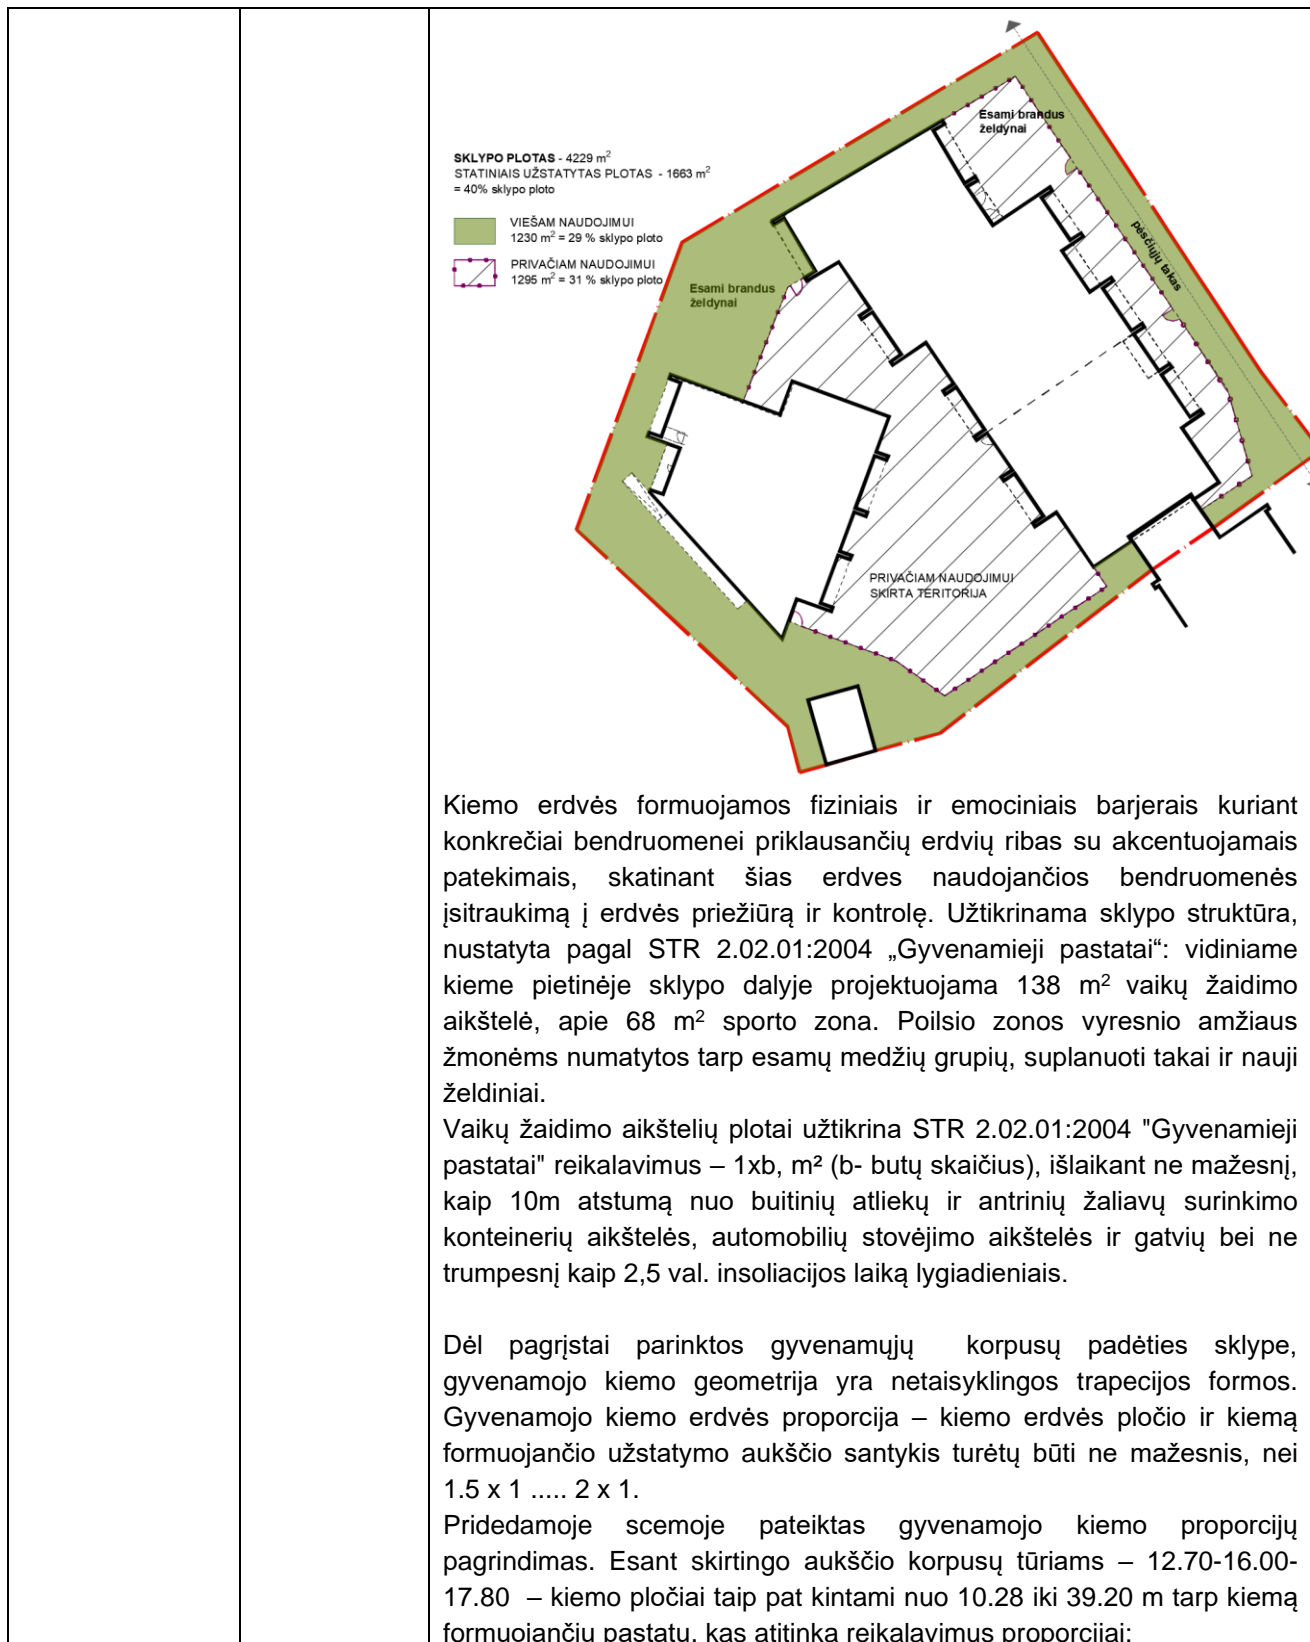 SKLYPO PLOTAS - 4229 m²
STATINIAIS UŽSTATYTAS PLOTAS - 1663 m²
= 40% sklypo ploto
VIEŠAM NAUDOJIMUI
1230 m² = 29 % sklypo ploto
PRIVAČIAM NAUDOJIMUI
1295 m² = 31 % sklypo ploto
Esami brandus
želdynai
pėsčiųjų takas
Esami brandus
želdynai
PRIVAČIAM NAUDOJIMUI
SKIRTA TERITORIJA
Kiemo erdvės formuojamos fiziniais ir emociniais barjerais kuriant
konkrečiai bendruomenei priklausančių erdvių ribas su akcentuojamais
patekimais, skatinant šias erdves naudojančios bendruomenės
įsitraukimą į erdvės priežiūrą ir kontrolę. Užtikrinama sklypo struktūra,
nustatyta pagal STR 2.02.01:2004 „Gyvenamieji pastatai“: vidiniame
kieme pietinėje sklypo dalyje projektuojama 138 m² vaikų žaidimo
aikštelė, apie 68 m² sporto zona. Poilsio zonos vyresnio amžiaus
žmonėms numatytos tarp esamų medžių grupių, suplanuoti takai ir nauji
želdiniai.
Vaikų žaidimo aikštelių plotai užtikrina STR 2.02.01:2004 "Gyvenamieji
pastatai" reikalavimus – 1xb, m² (b- butų skaičius), išlaikant ne mažesnį,
kaip 10m atstumą nuo buitinių atliekų ir antrinių žaliavų surinkimo
konteinerių aikštelės, automobilių stovėjimo aikštelės ir gatvių bei ne
trumpesnį kaip 2,5 val. insoliacijos laiką lygiadieniais.
Dėl pagrįstai parinktos gyvenamųjų korpusų padėties sklype,
gyvenamojo kiemo geometrija yra netaisyklingos trapecijos formos.
Gyvenamojo kiemo erdvės proporcija – kiemo erdvės pločio ir kiemą
formuojančio užstatymo aukščio santykis turėtų būti ne mažesnis, nei
1.5 x 1 ..... 2 x 1.
Pridedamoje scemoje pateiktas gyvenamojo kiemo proporcijų
pagrindimas. Esant skirtingo aukščio korpusų tūriams – 12.70-16.00-
17.80 – kiemo pločiai taip pat kintami nuo 10.28 iki 39.20 m tarp kiemą
formuojančių pastatų, kas atitinka reikalavimus proporcijai: